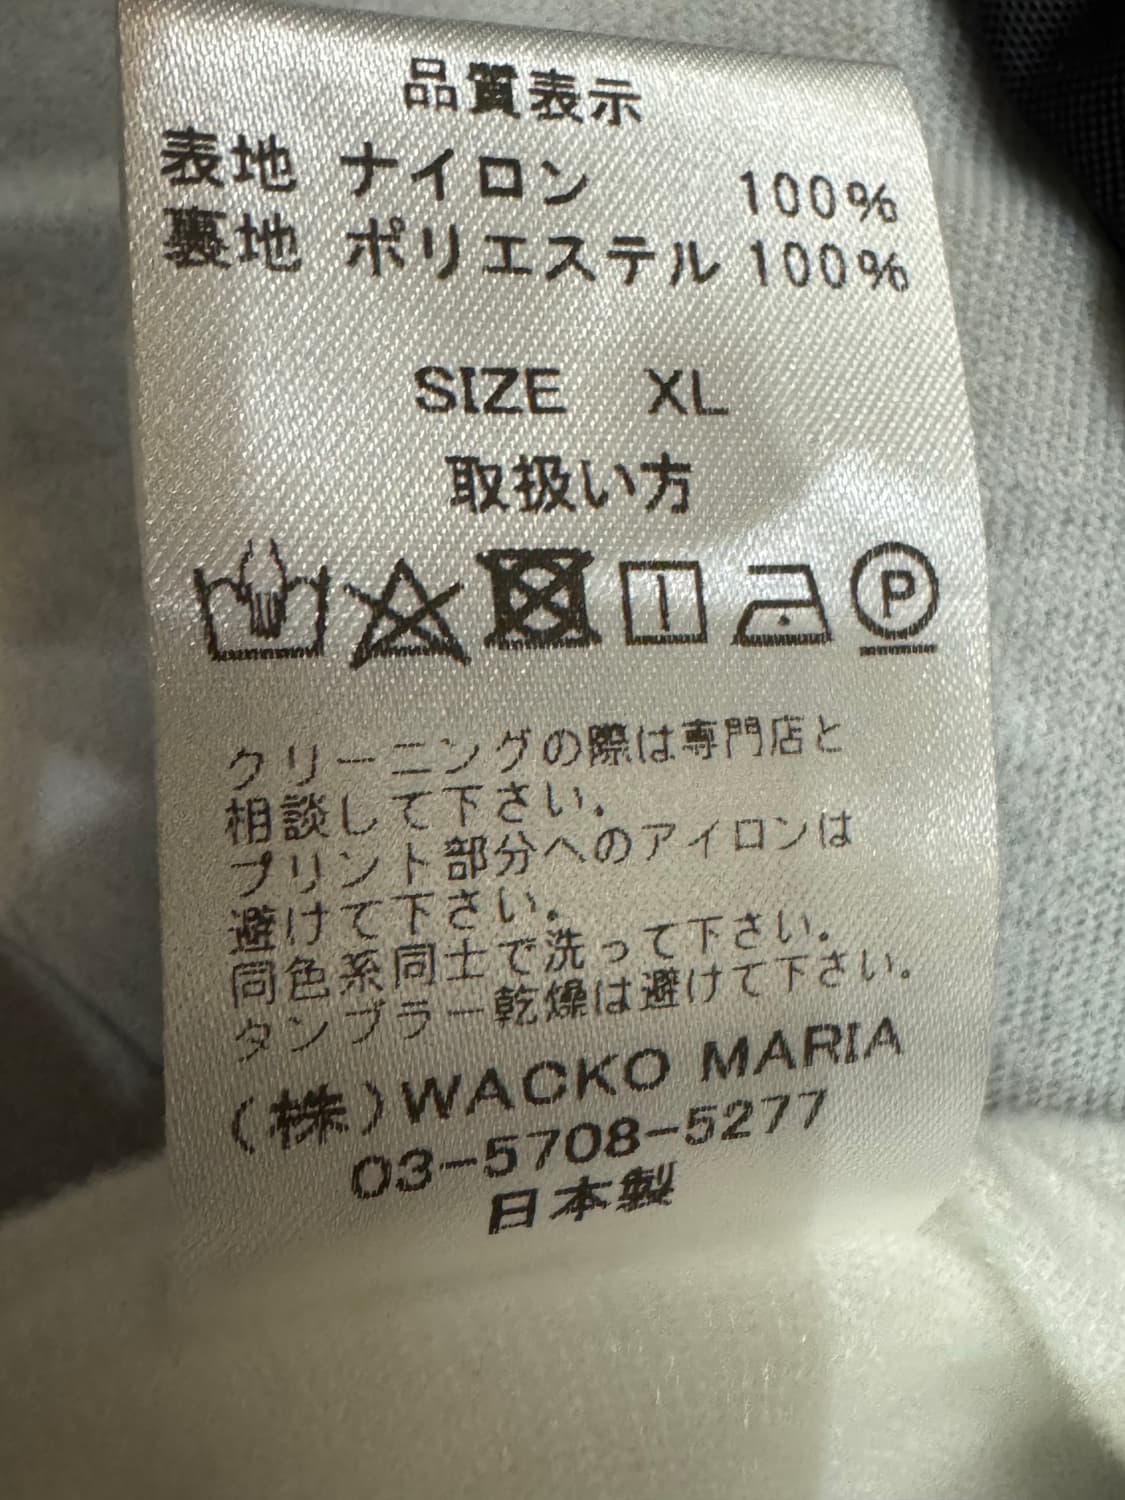 品質表示
表地 ナイロン 100%
裏地 ポリエステル 100%
SIZE XL
取扱い方
P
クリーニングの際は専門店と
相談して下さい.
プリント部分へのアイロンは
避けて下さい.
同色系同士で洗って下さい.
タンブラー乾燥は避けて下さい.
(株)WACKO MARIA
03-5708-5277
日本製